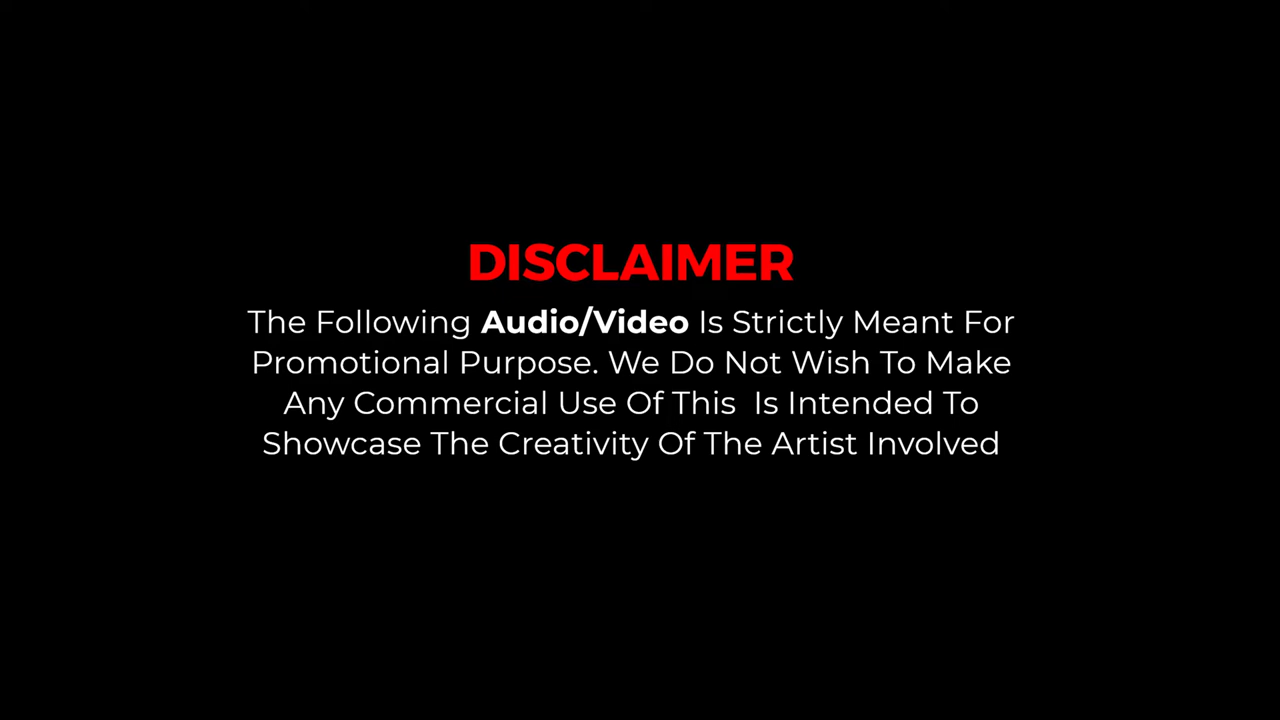 DISCLAIMER
The Following Audio/Video Is Strictly Meant For
Promotional Purpose. We Do Not Wish To Make
Any Commercial Use Of This  Is Intended To
Showcase The Creativity Of The Artist Involved